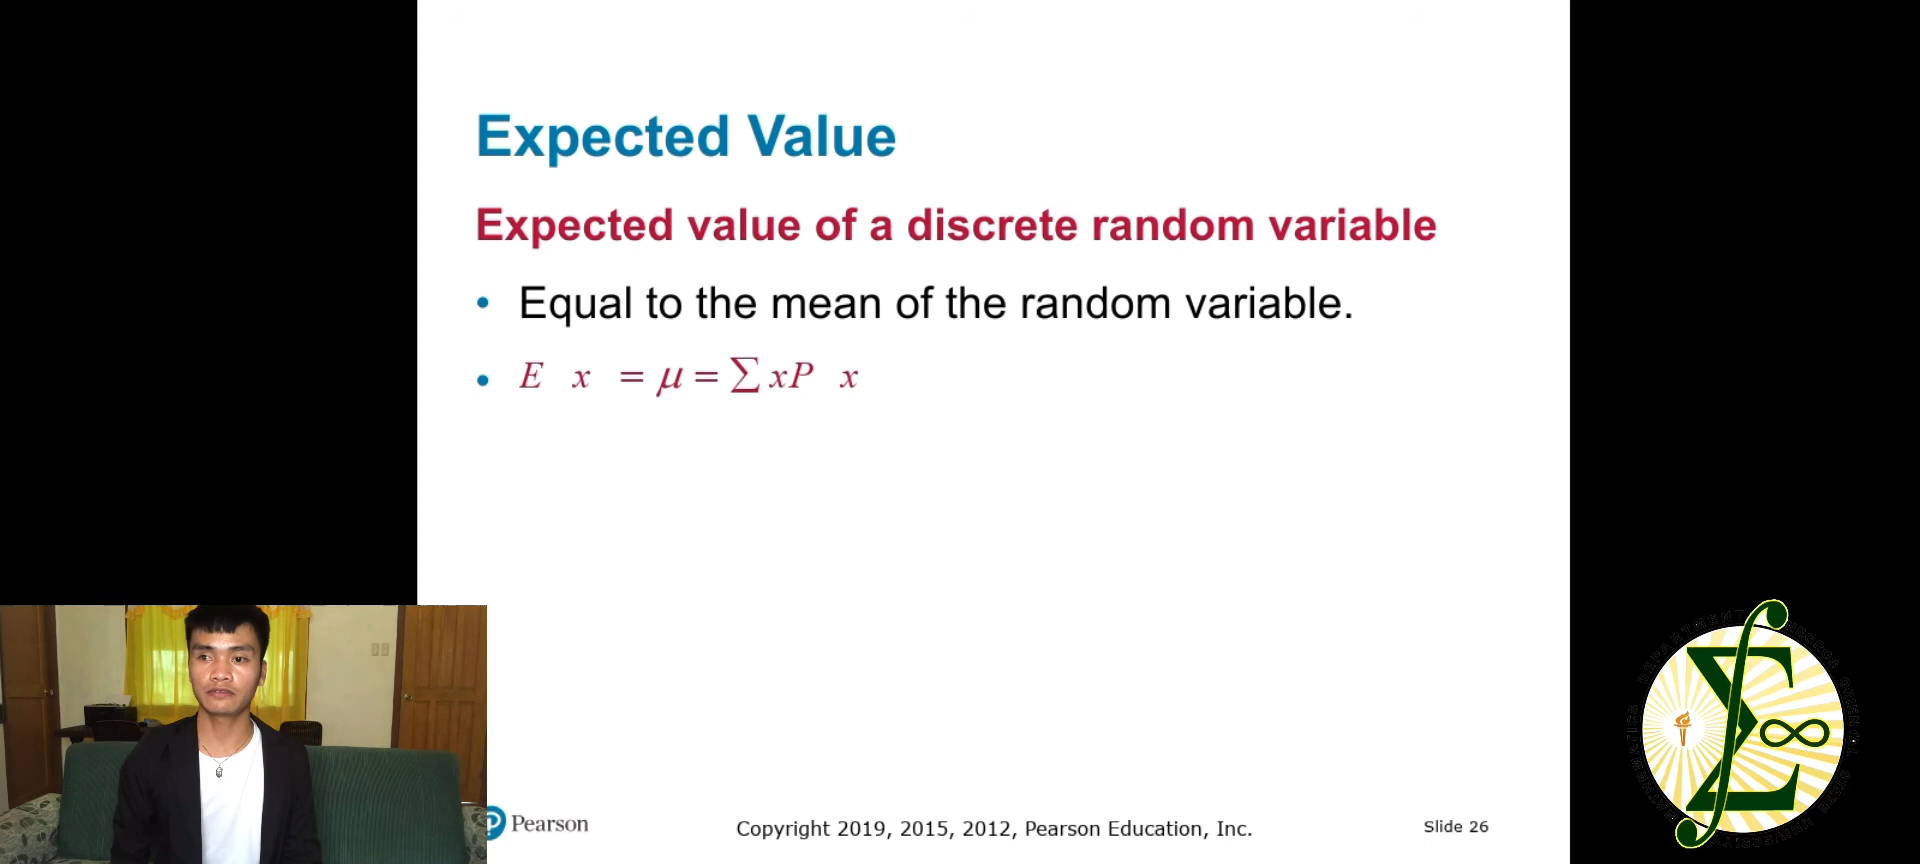 Expected Value
Expected value of a discrete random variable
• Equal to the mean of the random variable.
• E x = μ = ∑ xP x
Pearson
Copyright 2019, 2015, 2012, Pearson Education, Inc.
Slide 26